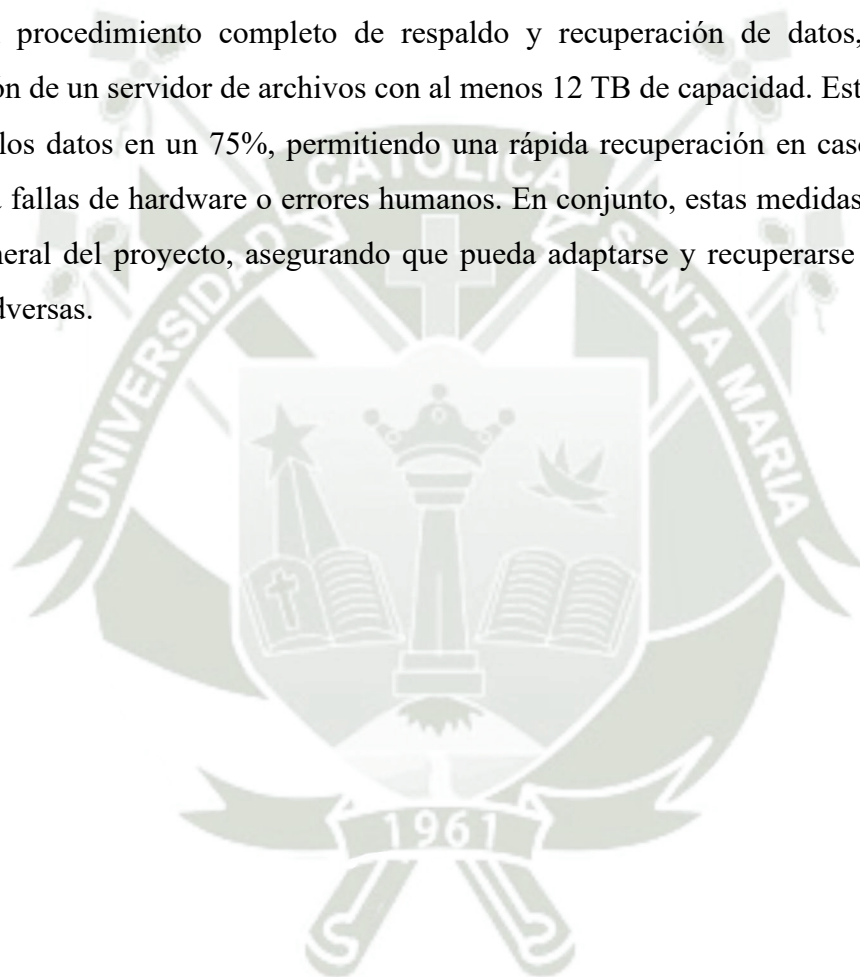 procedimiento completo de respaldo y recuperación de datos,
ón de un servidor de archivos con al menos 12 TB de capacidad. Est
los datos en un 75%, permitiendo una rápida recuperación en caso
fallas de hardware o errores humanos. En conjunto, estas medidas
neral del proyecto, asegurando que pueda adaptarse y recuperarse
dversas.
UNIVERSIDAD CATOLICA SANTA MARIA
1961